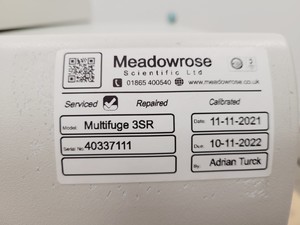 Meadowrose
Scientific Ltd
01865 400540 www.meadowrose.co.uk
Serviced Repaired Calibrated
Model: Multifuge 3SR Date: 11-11-2021
Serial No: 40337111 Due: 10-11-2022
By: Adrian Turck